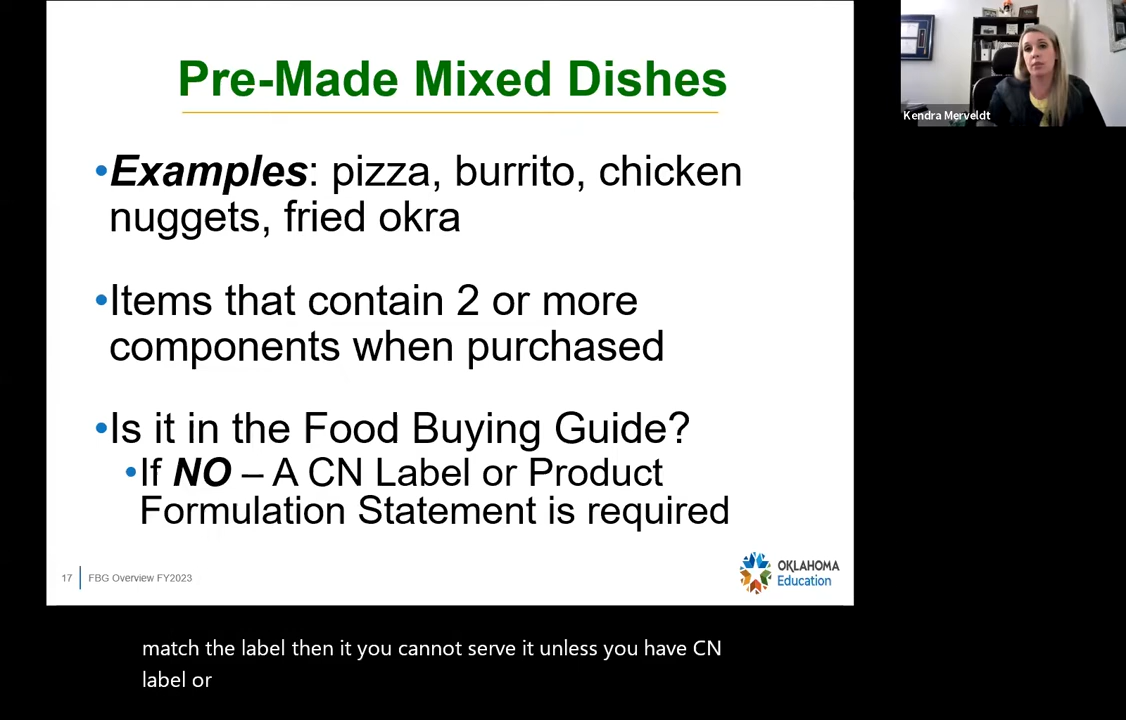 Pre-Made Mixed Dishes
Kendra Merveldt
•Examples: pizza, burrito, chicken
nuggets, fried okra
•Items that contain 2 or more
components when purchased
•Is it in the Food Buying Guide?
•If NO – A CN Label or Product
Formulation Statement is required
17
FBG Overview FY2023
OKLAHOMA
Education
match the label then it you cannot serve it unless you have CN
label or